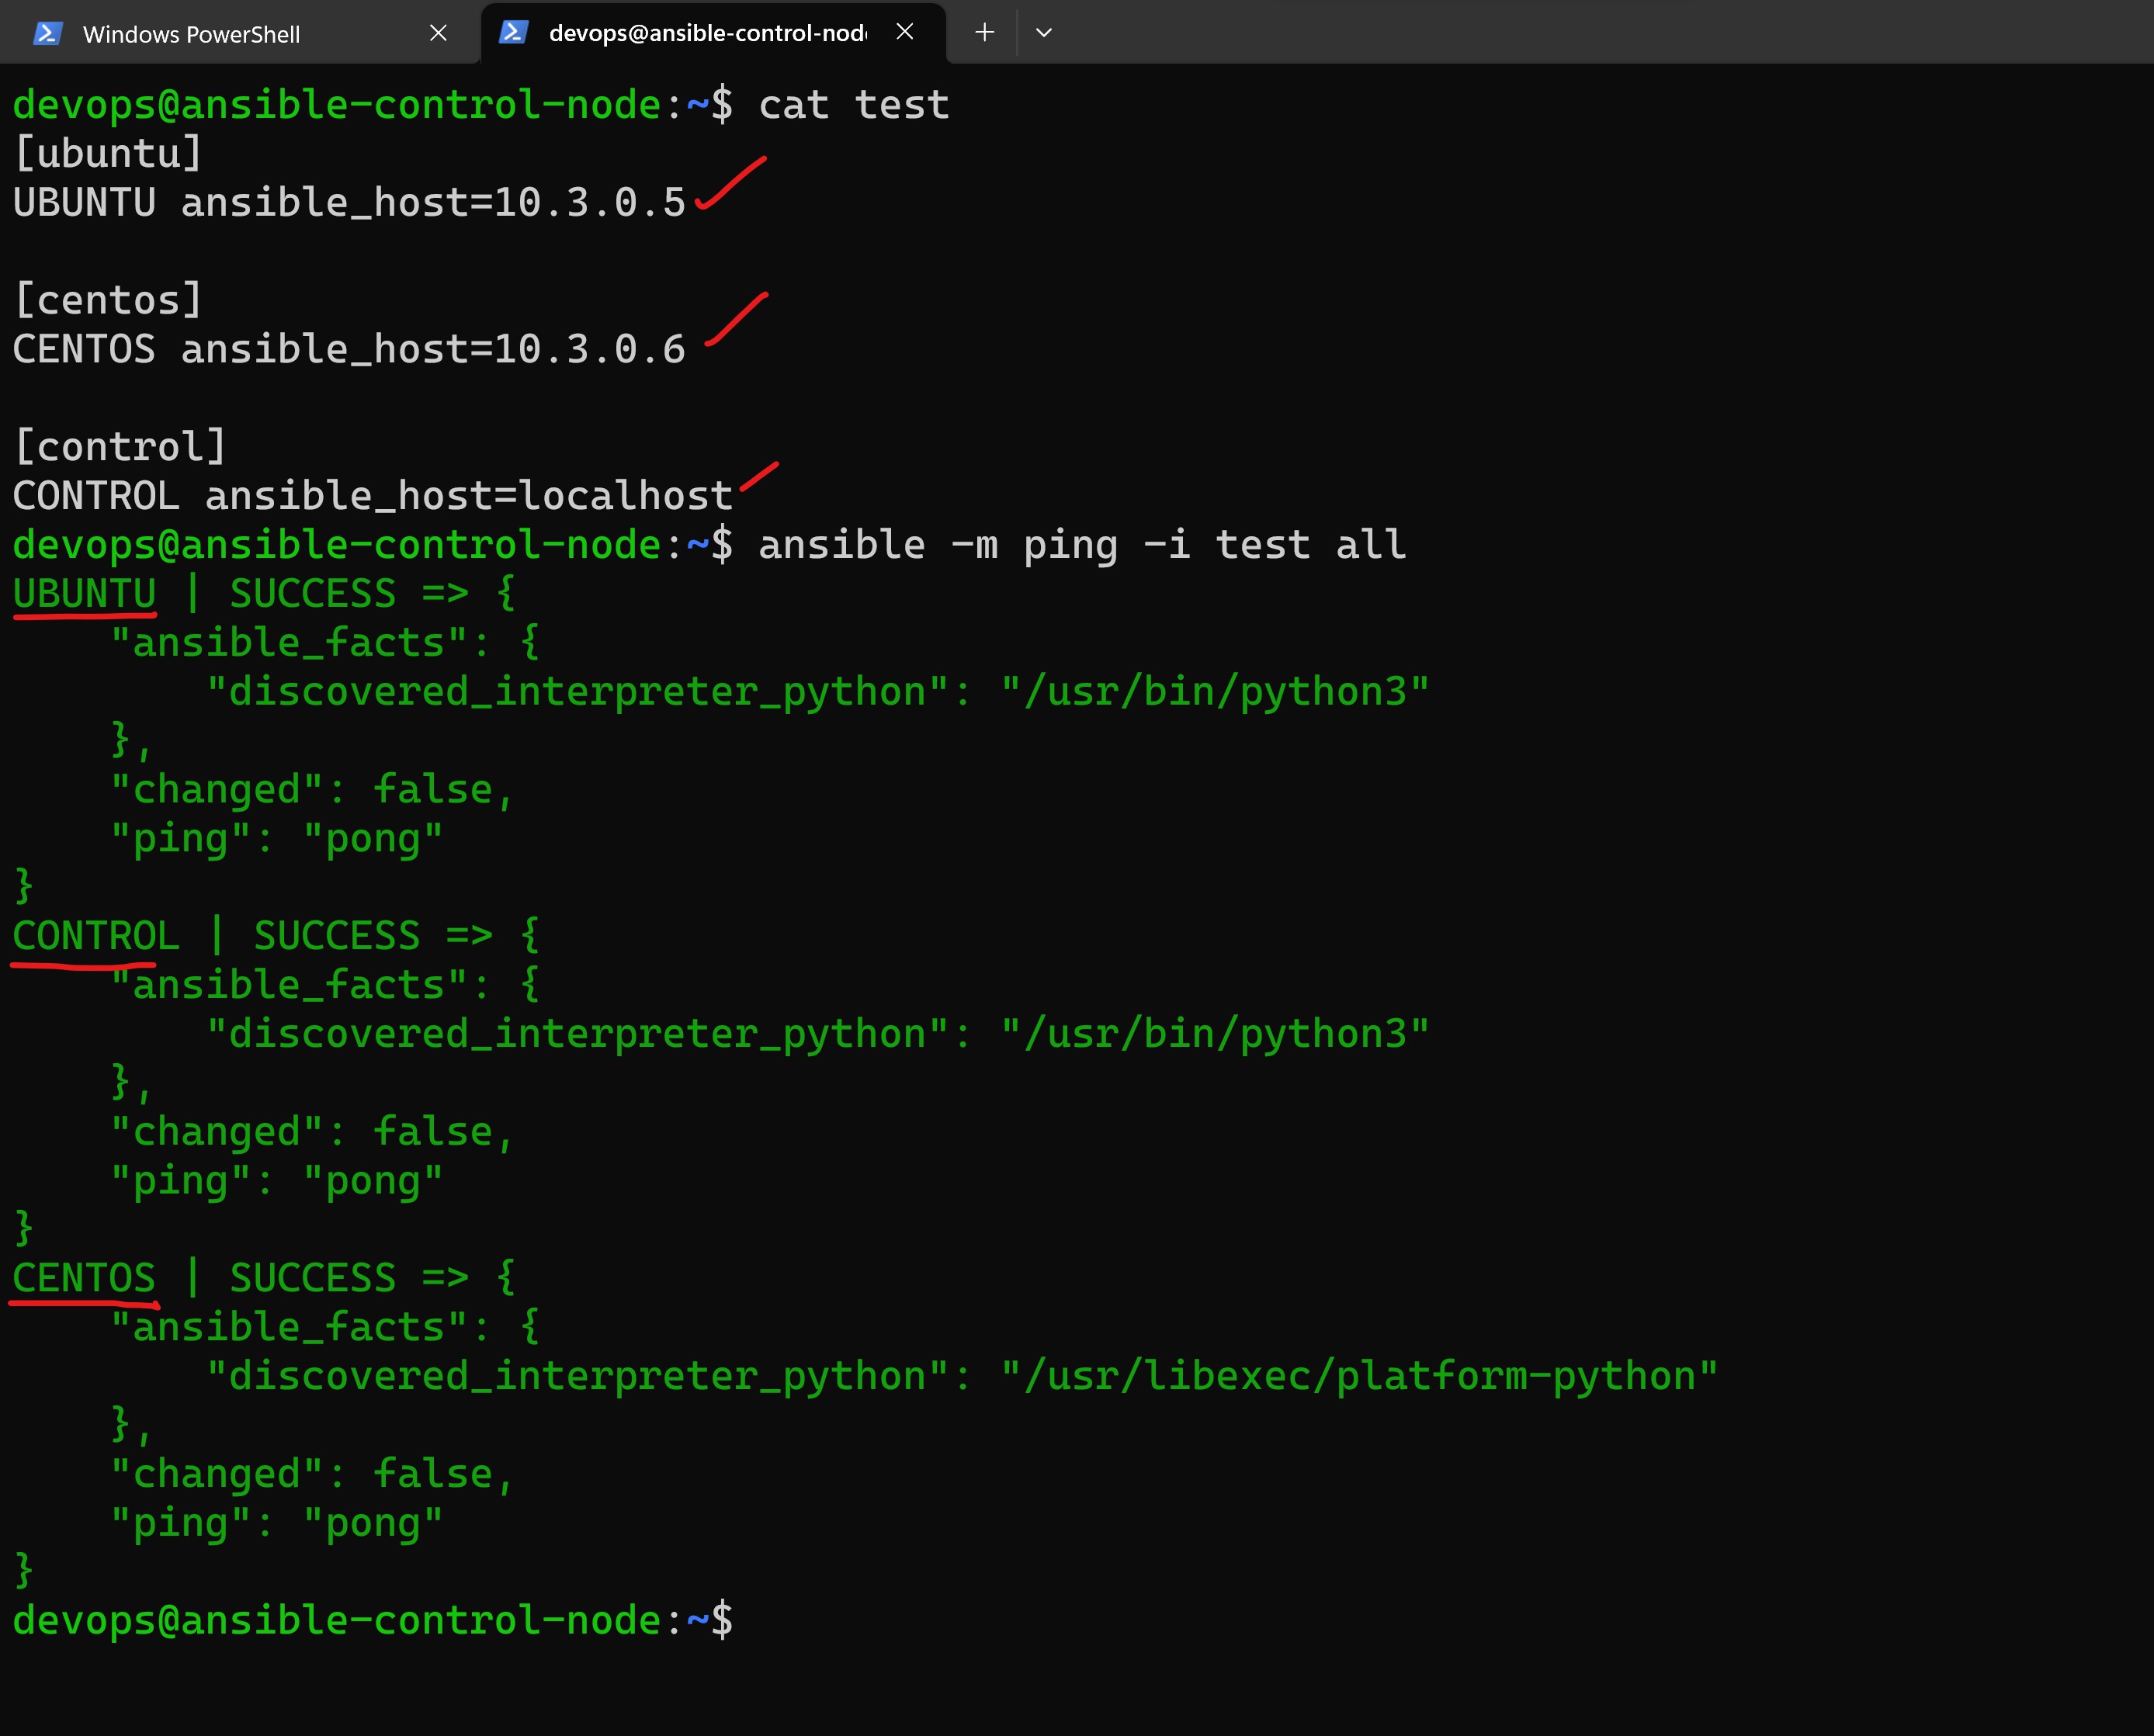 Windows PowerShell
devops@ansible-control-nod
devops@ansible-control-node:~$ cat test
[ubuntu]
UBUNTU ansible_host=10.3.0.5
[centos]
CENTOS ansible_host=10.3.0.6
[control]
CONTROL ansible_host=localhost
devops@ansible-control-node:~$ ansible -m ping -i test all
UBUNTU | SUCCESS => {
    "ansible_facts": {
        "discovered_interpreter_python": "/usr/bin/python3"
    },
    "changed": false,
    "ping": "pong"
}
CONTROL | SUCCESS => {
    "ansible_facts": {
        "discovered_interpreter_python": "/usr/bin/python3"
    },
    "changed": false,
    "ping": "pong"
}
CENTOS | SUCCESS => {
    "ansible_facts": {
        "discovered_interpreter_python": "/usr/libexec/platform-python"
    },
    "changed": false,
    "ping": "pong"
}
devops@ansible-control-node:~$